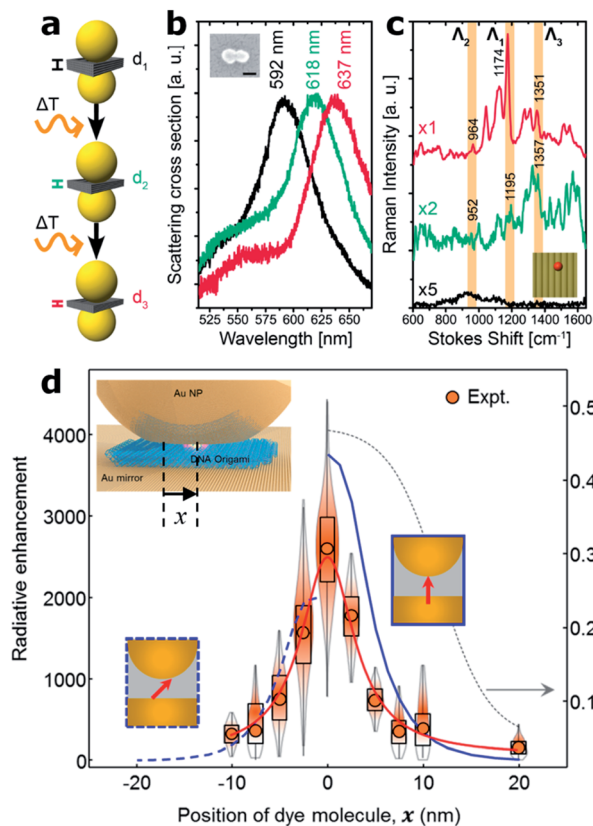 a
H
d1
ΔT
H
d2
ΔT
H
d3
b
Scattering cross section [a. u.]
592 nm
618 nm
637 nm
525 550 575 600 625 650
Wavelength [nm]
c
Raman Intensity [a. u.]
Λ2 Λ1 Λ3
1174
1351
964
x1
1357
1195
952
x2
x5
600 800 1000 1200 1400 1600
Stokes Shift [cm-1]
d
Au NP
DNA Origami
Au mirror
x
Expt.
Radiative enhancement
4000
3000
2000
1000
0
0.5
0.4
0.3
0.2
0.1
-20 -10 0 10 20
Position of dye molecule, x (nm)